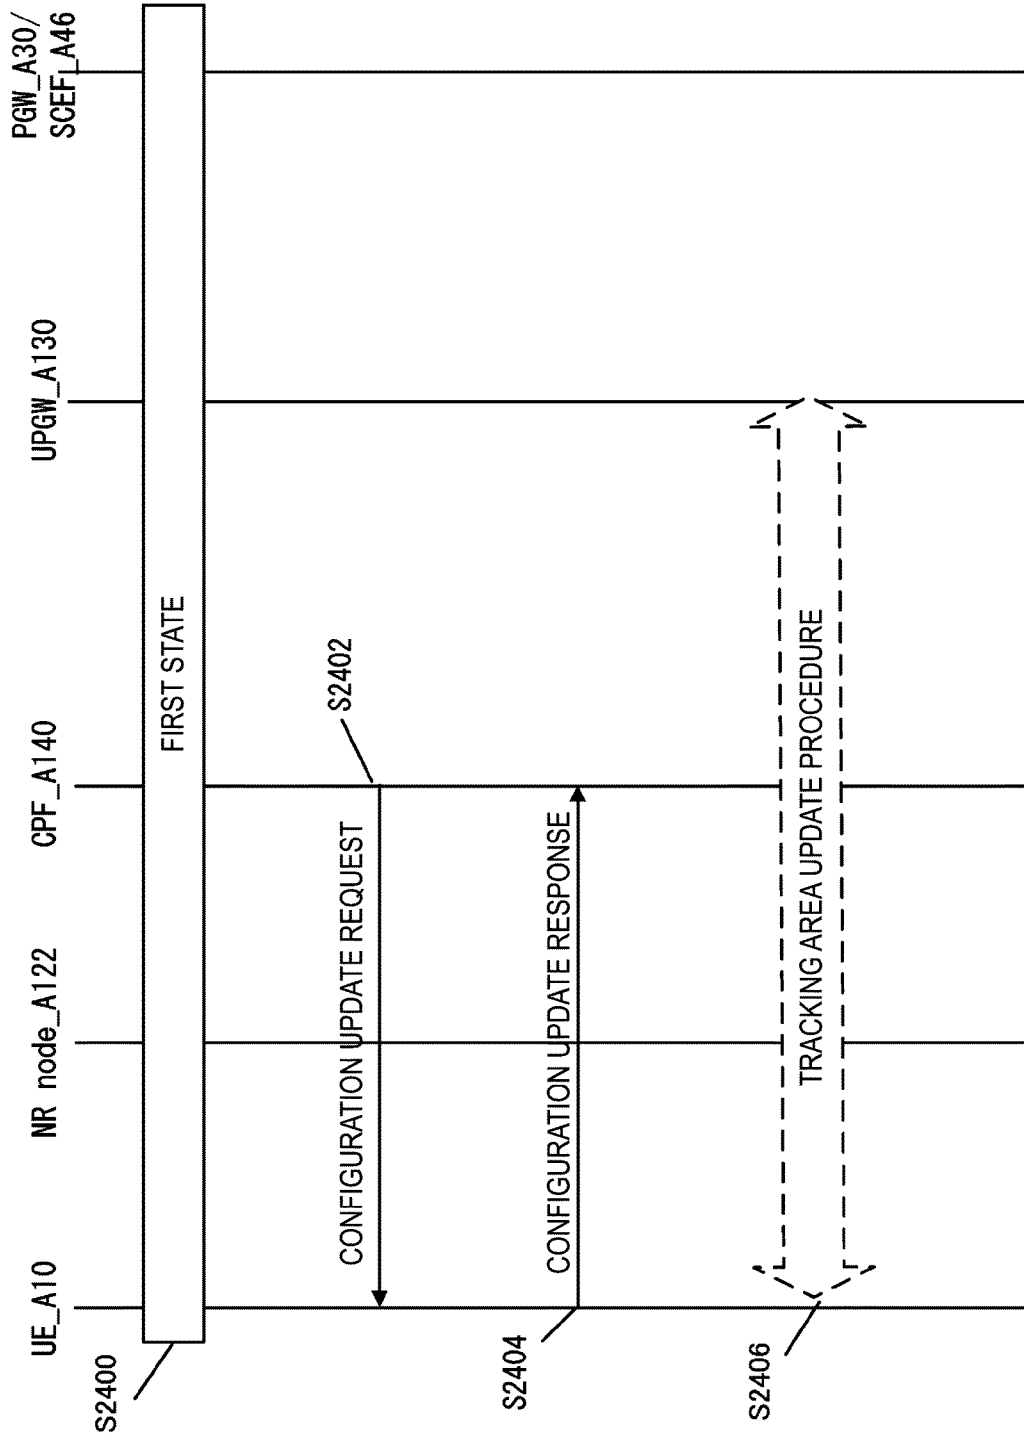 UE_A10
NR node_A122
CPF_A140
UPGW_A130
PGW_A30/
SCEF_A46
S2400
FIRST STATE
CONFIGURATION UPDATE REQUEST
S2402
S2404
CONFIGURATION UPDATE RESPONSE
S2406
TRACKING AREA UPDATE PROCEDURE